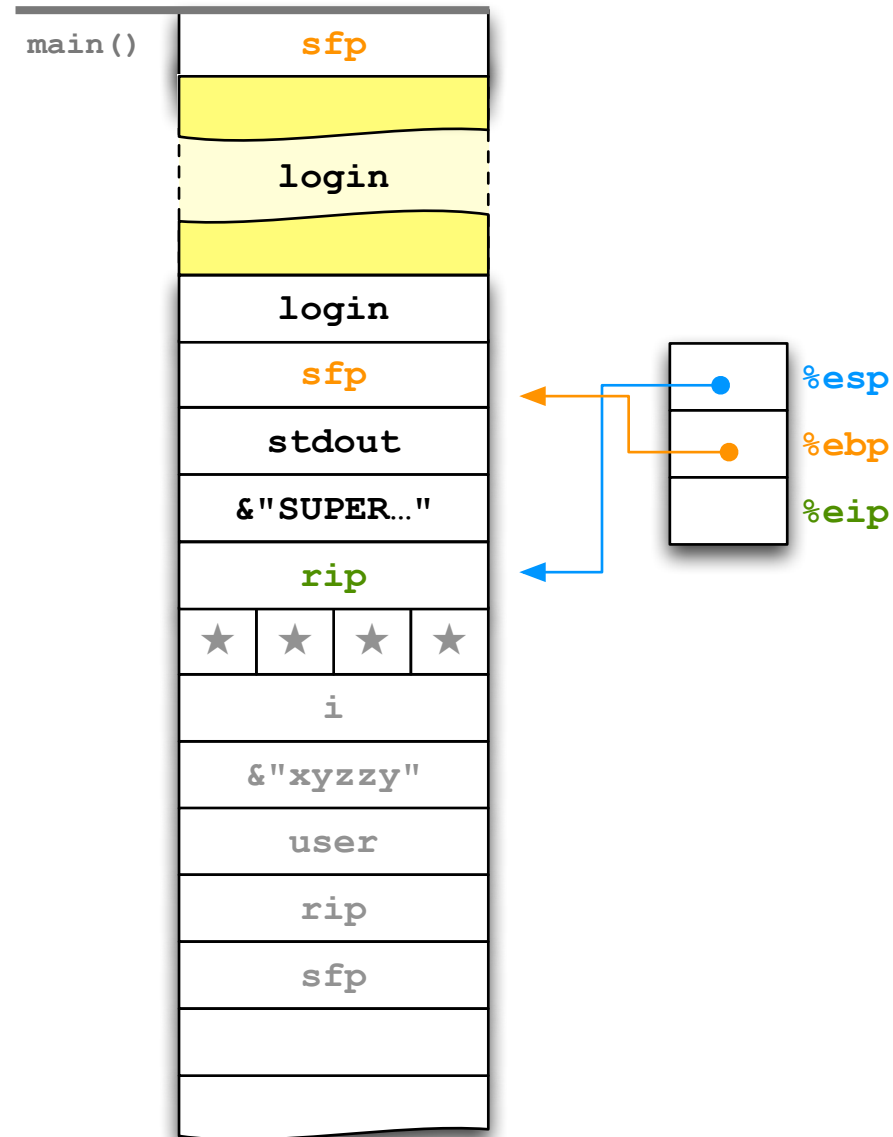 main() sfp
login
login
sfp
%esp
stdout
%ebp
&"SUPER…"
%eip
rip
★ ★ ★ ★
i
&"xyzzy"
user
rip
sfp